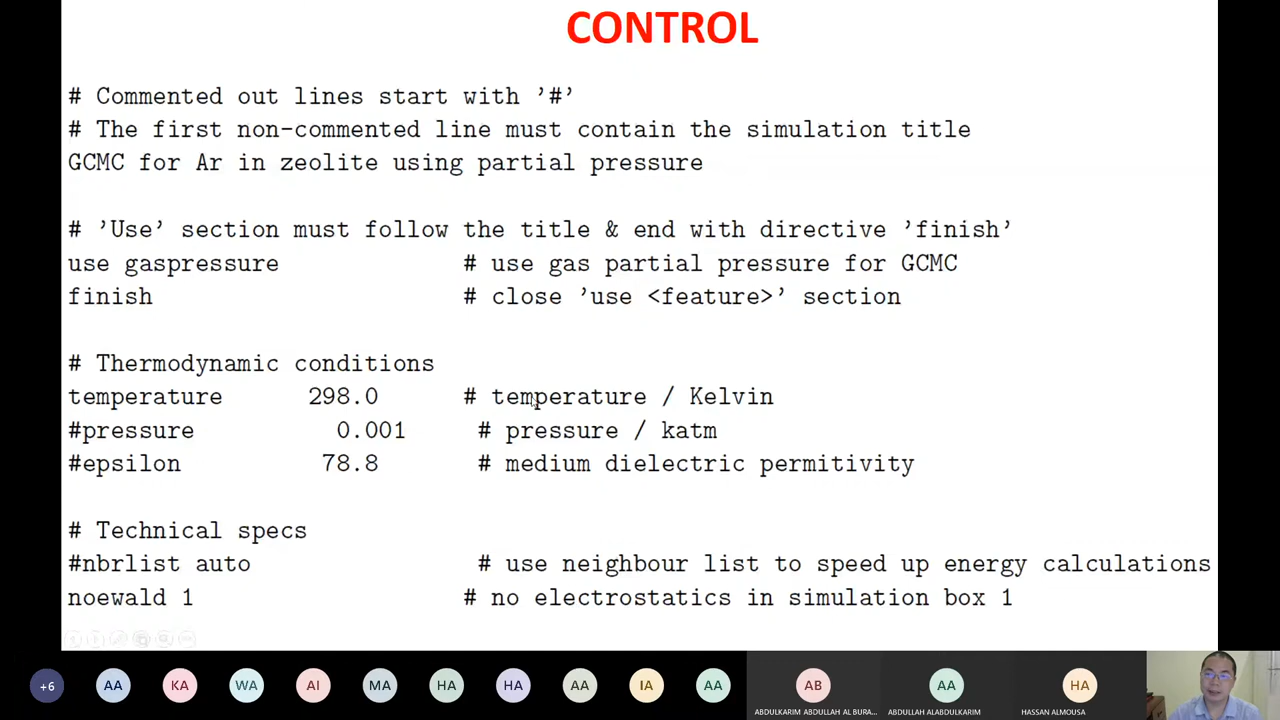 CONTROL
# Commented out lines start with '#'
# The first non-commented line must contain the simulation title
GCMC for Ar in zeolite using partial pressure
# 'Use' section must follow the title & end with directive 'finish'
use gaspressure # use gas partial pressure for GCMC
finish # close 'use <feature>' section
# Thermodynamic conditions
temperature 298.0 # temperature / Kelvin
#pressure 0.001 # pressure / katm
#epsilon 78.8 # medium dielectric permitivity
# Technical specs
#nbrlist auto # use neighbour list to speed up energy calculations
noewald 1 # no electrostatics in simulation box 1
+6 AA KA WA AI MA HA HA AA IA AA AB AA HA
ABDULKARIM ABDULLAH AL BURA... ABDULLAH ALABDULKARIM HASSAN ALMOUSA